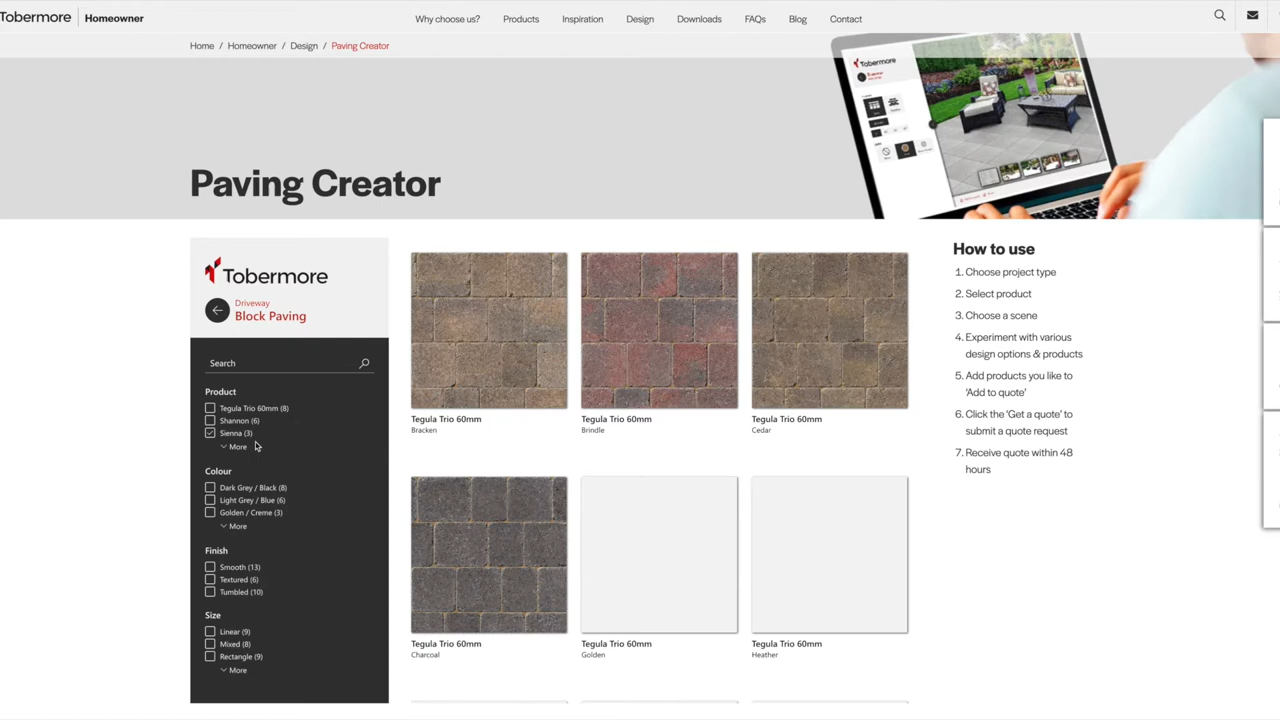 Tobermore
Homeowner
Why choose us?
Products
Inspiration
Design
Downloads
FAQs
Blog
Contact
Home / Homeowner / Design / Paving Creator
Tobermore
Paving Creator
Tobermore
Driveway
Block Paving
Search
Product
Tegula Trio 60mm (8)
Shannon (6)
Sienna (3)
More
Colour
Dark Grey / Black (8)
Light Grey / Blue (6)
Golden / Creme (3)
More
Finish
Smooth (13)
Textured (6)
Tumbled (10)
Size
Linear (9)
Mixed (8)
Rectangle (9)
More
Tegula Trio 60mm
Bracken
Tegula Trio 60mm
Brindle
Tegula Trio 60mm
Cedar
Tegula Trio 60mm
Charcoal
Tegula Trio 60mm
Golden
Tegula Trio 60mm
Heather
How to use
1. Choose project type
2. Select product
3. Choose a scene
4. Experiment with various
design options & products
5. Add products you like to
'Add to quote'
6. Click the 'Get a quote' to
submit a quote request
7. Receive quote within 48
hours